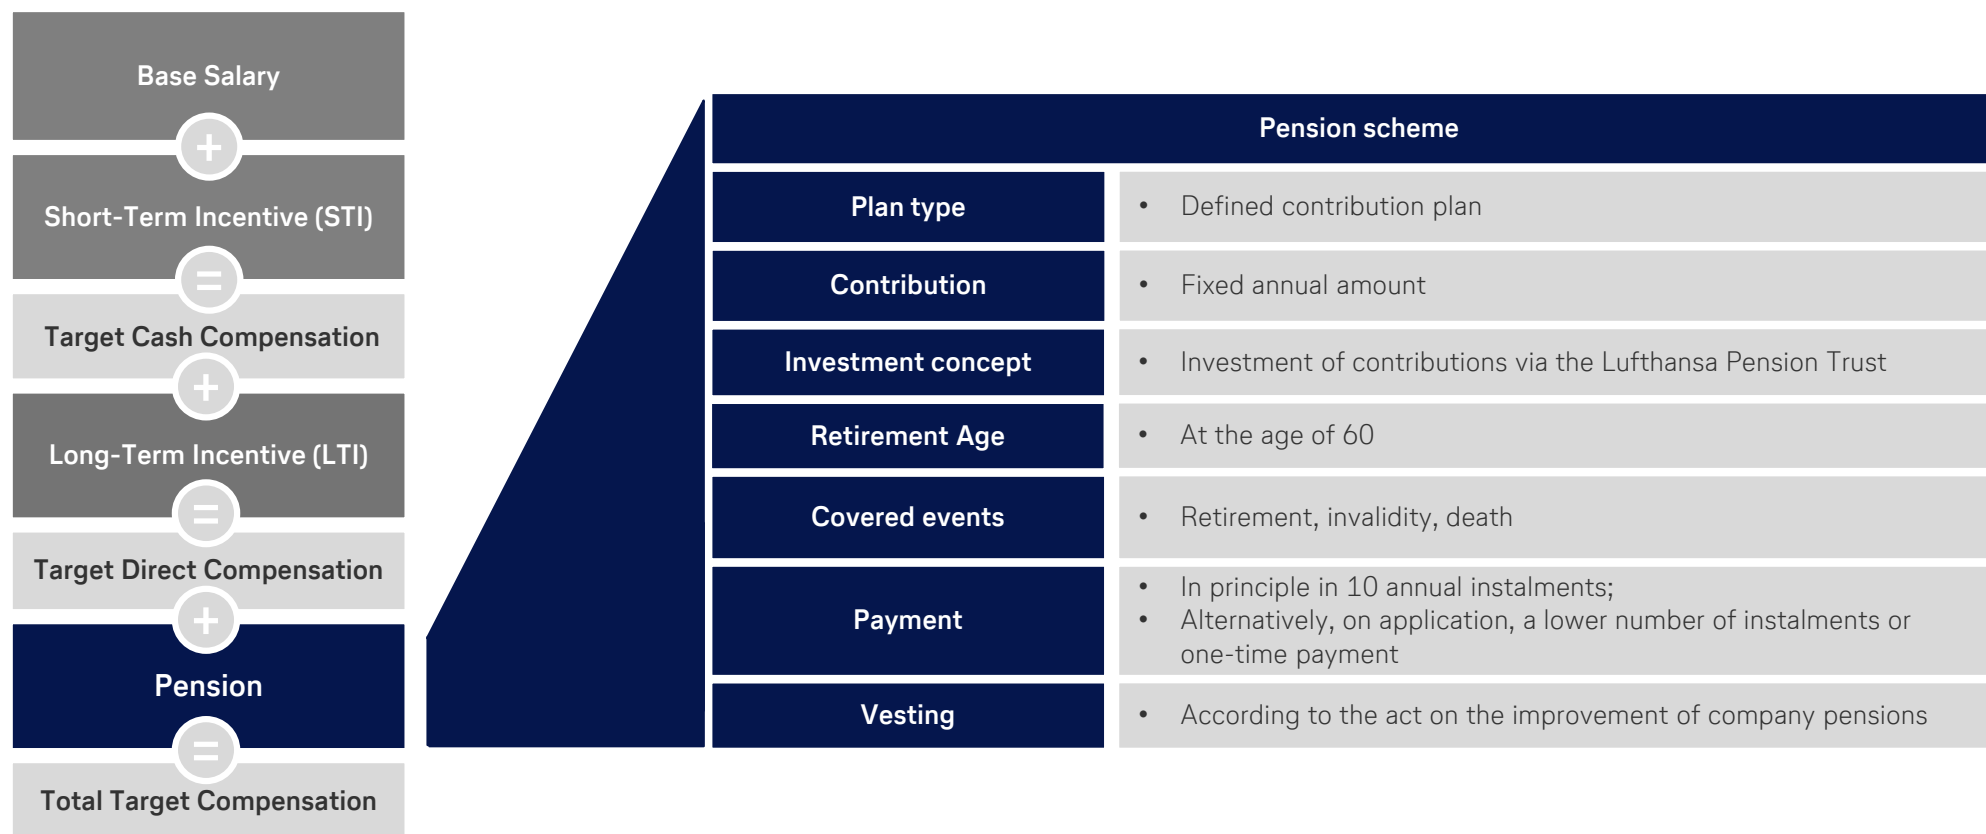 Base Salary
+
Short-Term Incentive (STI)
=
Target Cash Compensation
+
Long-Term Incentive (LTI)
=
Target Direct Compensation
+
Pension
=
Total Target Compensation
Pension scheme
Plan type
• Defined contribution plan
Contribution
• Fixed annual amount
Investment concept
• Investment of contributions via the Lufthansa Pension Trust
Retirement Age
• At the age of 60
Covered events
• Retirement, invalidity, death
Payment
• In principle in 10 annual instalments;
• Alternatively, on application, a lower number of instalments or
one-time payment
Vesting
• According to the act on the improvement of company pensions